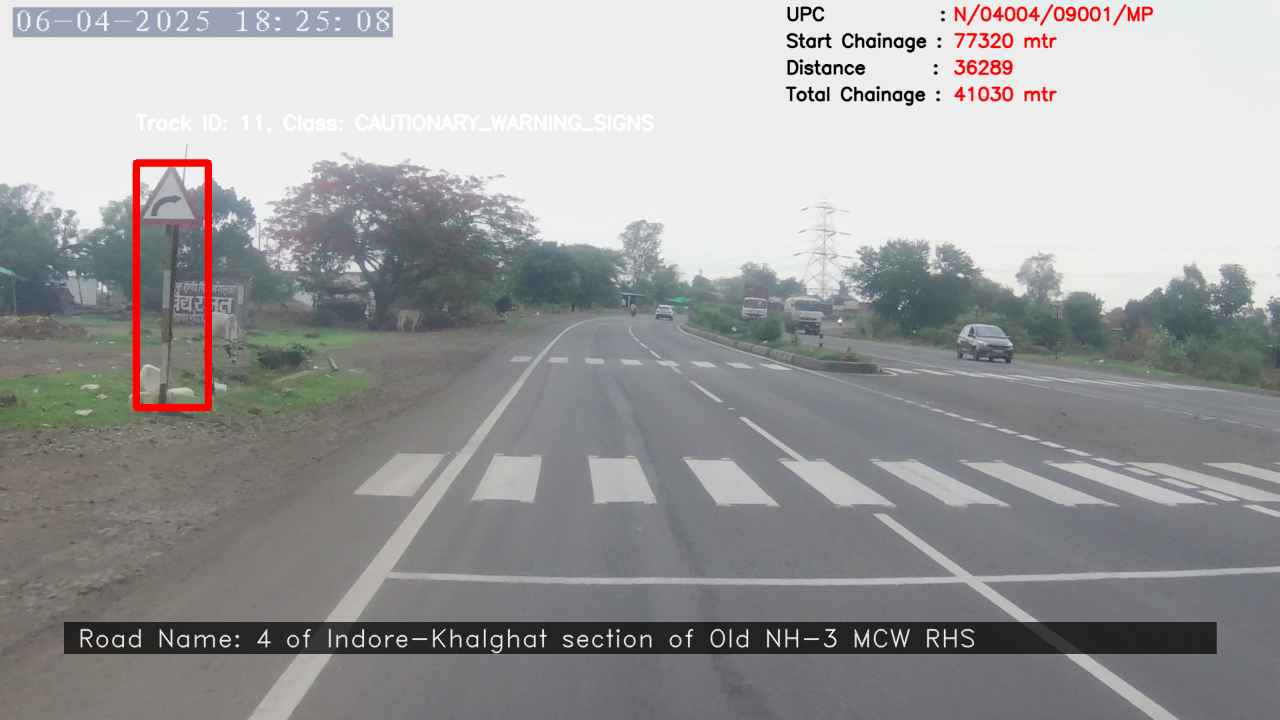 06-04-2025 18:25:08
UPC : N/04004/09001/MP
Start Chainage : 77320 mtr
Distance : 36289
Total Chainage : 41030 mtr
Track ID: 11, Class: CAUTIONARY_WARNING_SIGNS
Road Name: 4 of Indore-Khalghat section of Old NH-3 MCW RHS